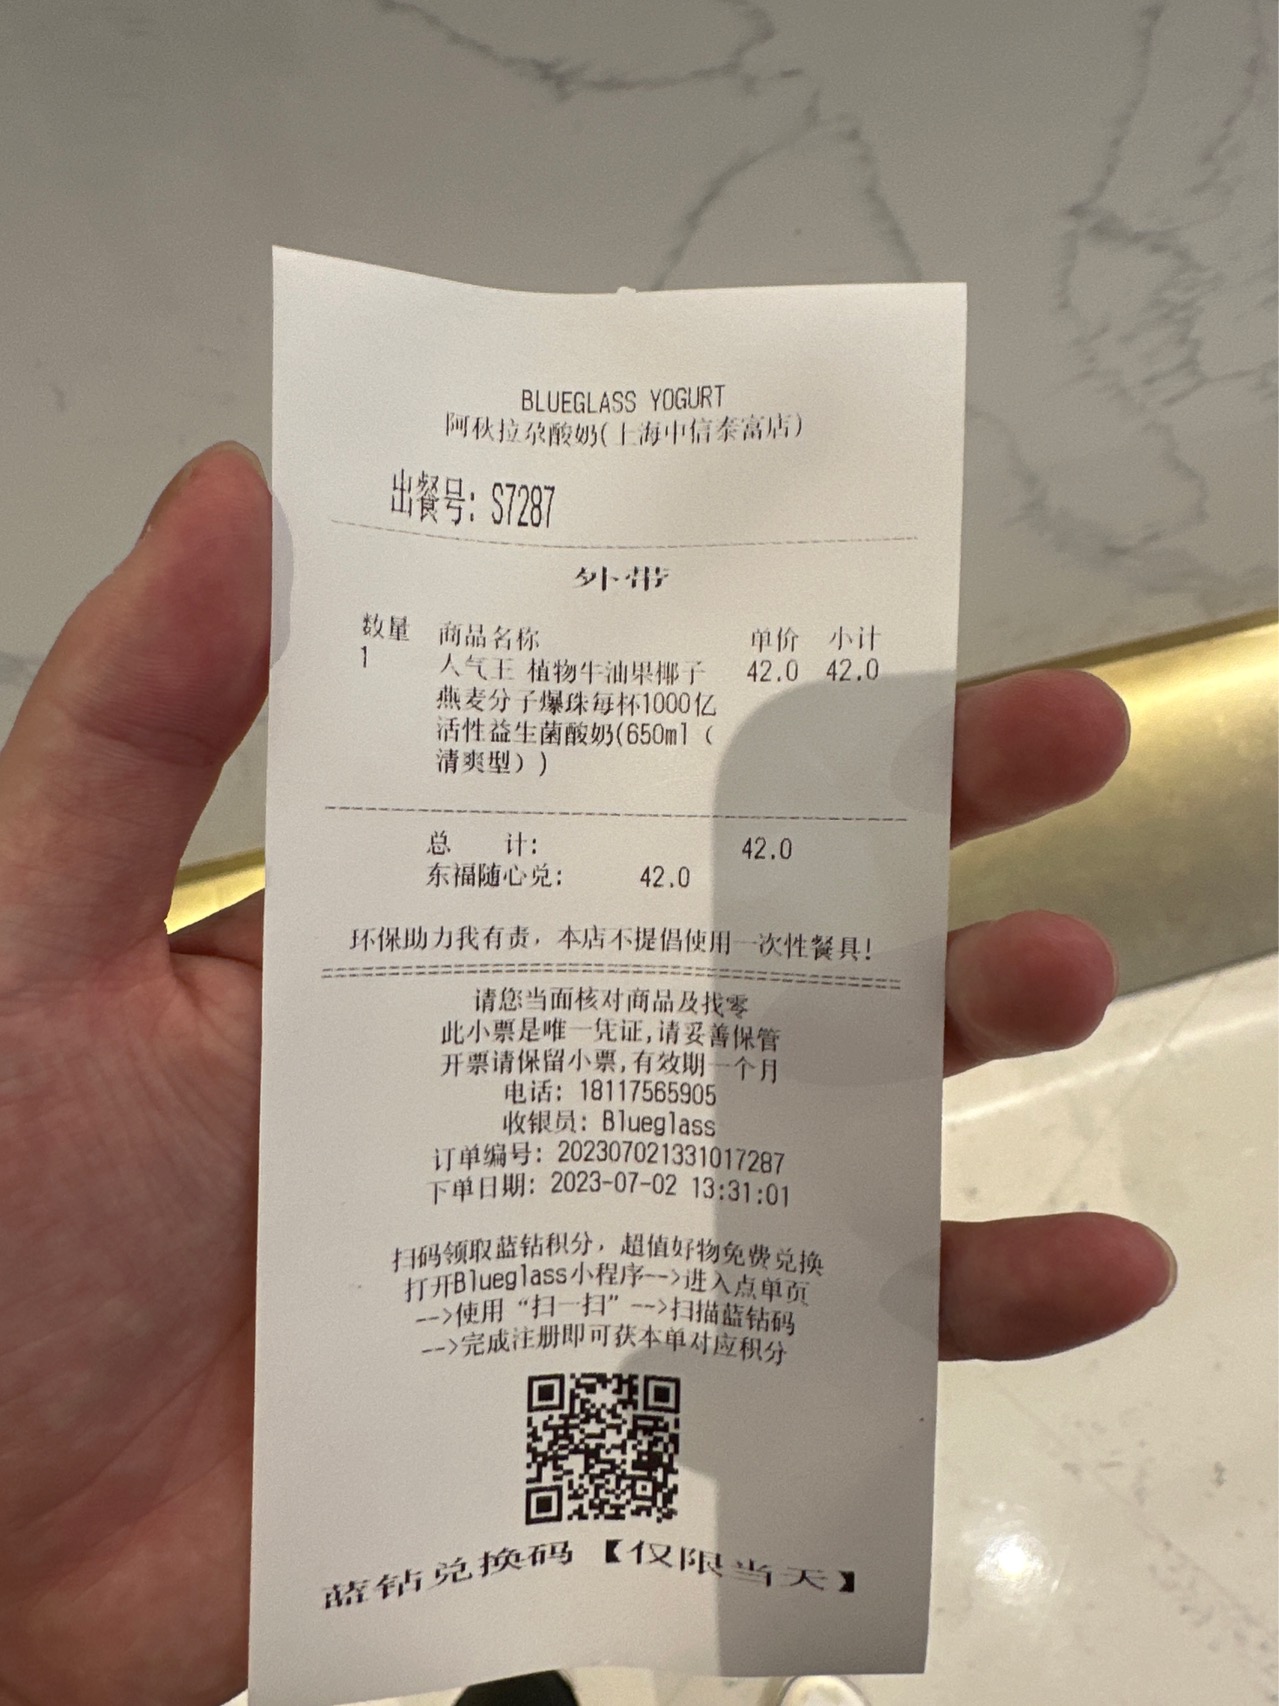 BLUEGLASS YOGURT
阿秋拉尕酸奶(上海中信泰富店)
出餐号: S7287
外带
数量 商品名称 单价 小计
1 人气王 植物牛油果椰子 42.0 42.0
燕麦分子爆珠每杯1000亿
活性益生菌酸奶(650ml（
清爽型）)
总 计: 42.0
东福随心兑: 42.0
环保助力我有责，本店不提倡使用一次性餐具!
请您当面核对商品及找零
此小票是唯一凭证,请妥善保管
开票请保留小票,有效期一个月
电话: 18117565905
收银员: Blueglass
订单编号: 202307021331017287
下单日期: 2023-07-02 13:31:01
扫码领取蓝钻积分，超值好物免费兑换
打开Blueglass小程序-->进入点单页
-->使用“扫一扫”-->扫描蓝钻码
-->完成注册即可获本单对应积分
蓝钻兑换码【仅限当天】